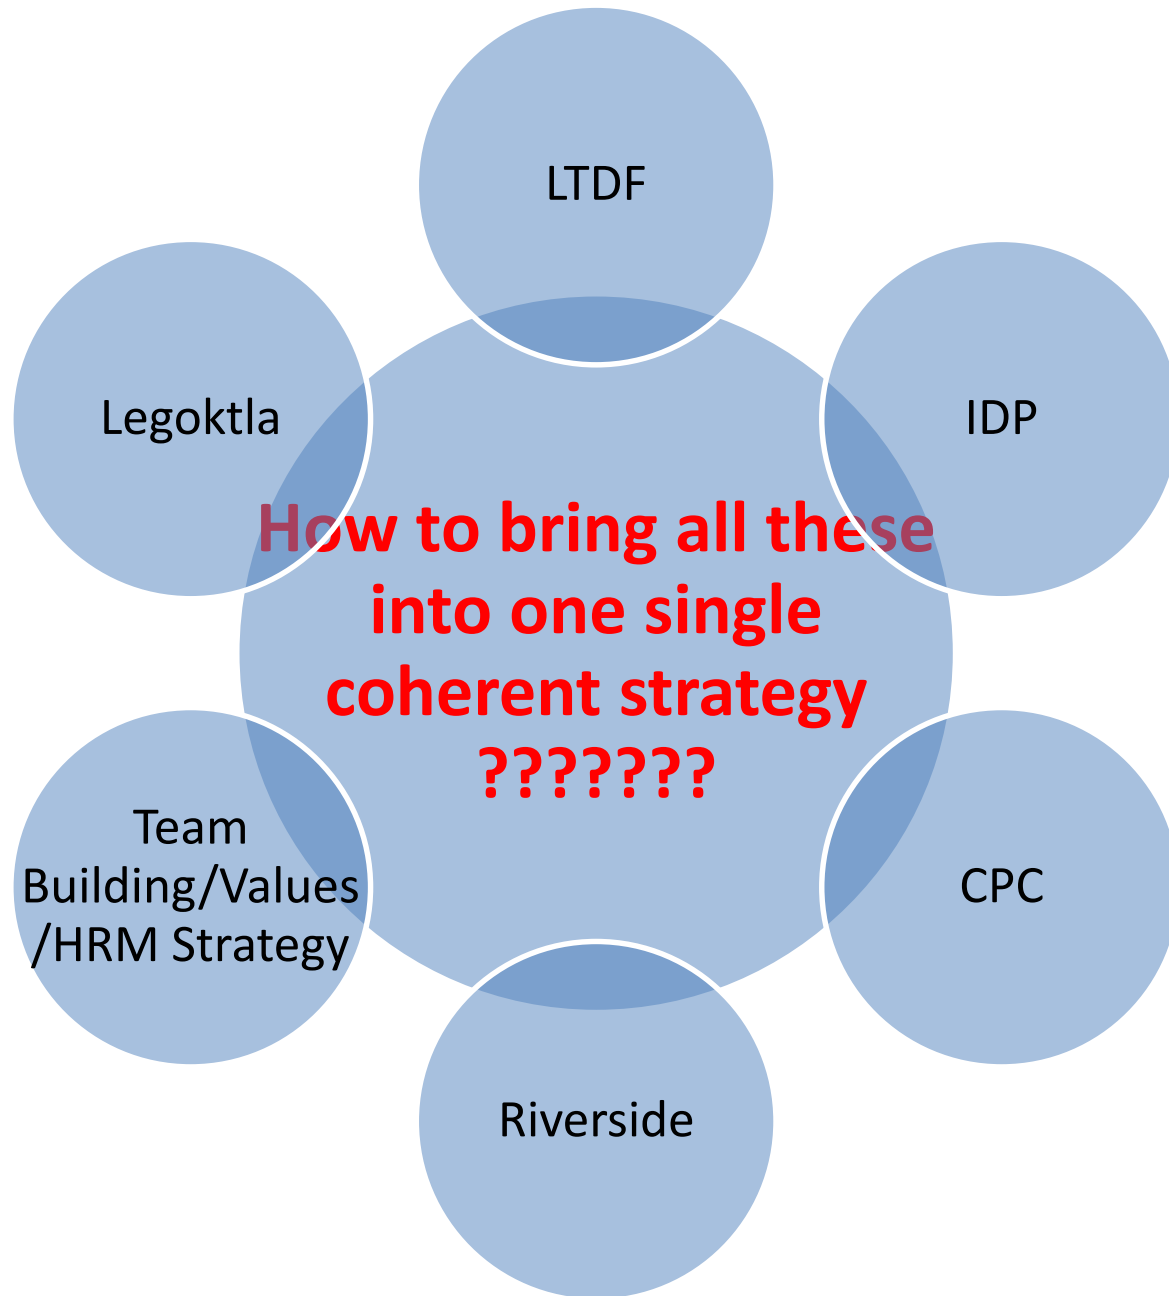 LTDF
Legoktla
IDP
How to bring all these
into one single
coherent strategy
???????
Team
Building/Values
/HRM Strategy
CPC
Riverside